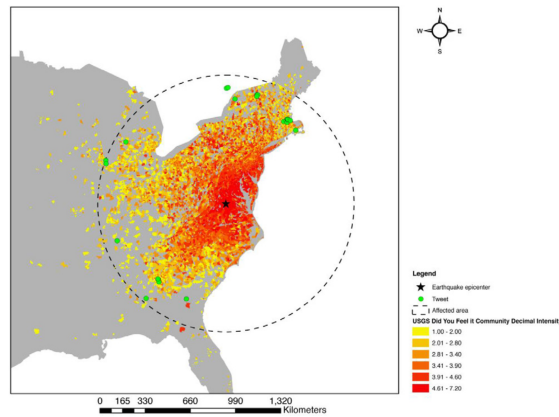 N
W E
S
Legend
Earthquake epicenter
Tweet
Affected area
USGS Did You Feel it Community Decimal Intensit
1.00 - 2.00
2.01 - 2.80
2.81 - 3.40
3.41 - 3.90
3.91 - 4.60
4.61 - 7.20
0 165 330 660 990 1,320
Kilometers